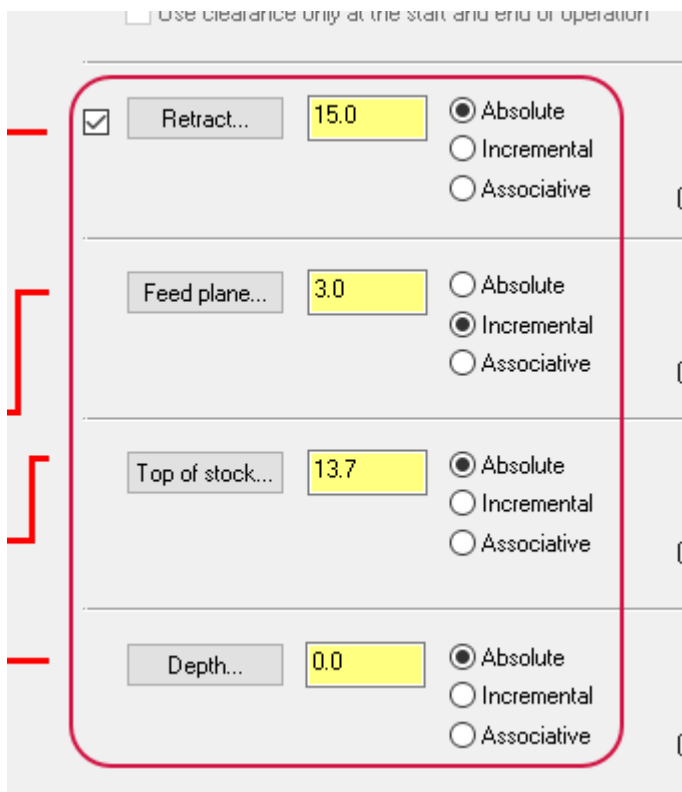 Use clearance only at the start and end of operation
Retract... 15.0 Absolute
Incremental
Associative
Feed plane... 3.0 Absolute
Incremental
Associative
Top of stock... 13.7 Absolute
Incremental
Associative
Depth... 0.0 Absolute
Incremental
Associative